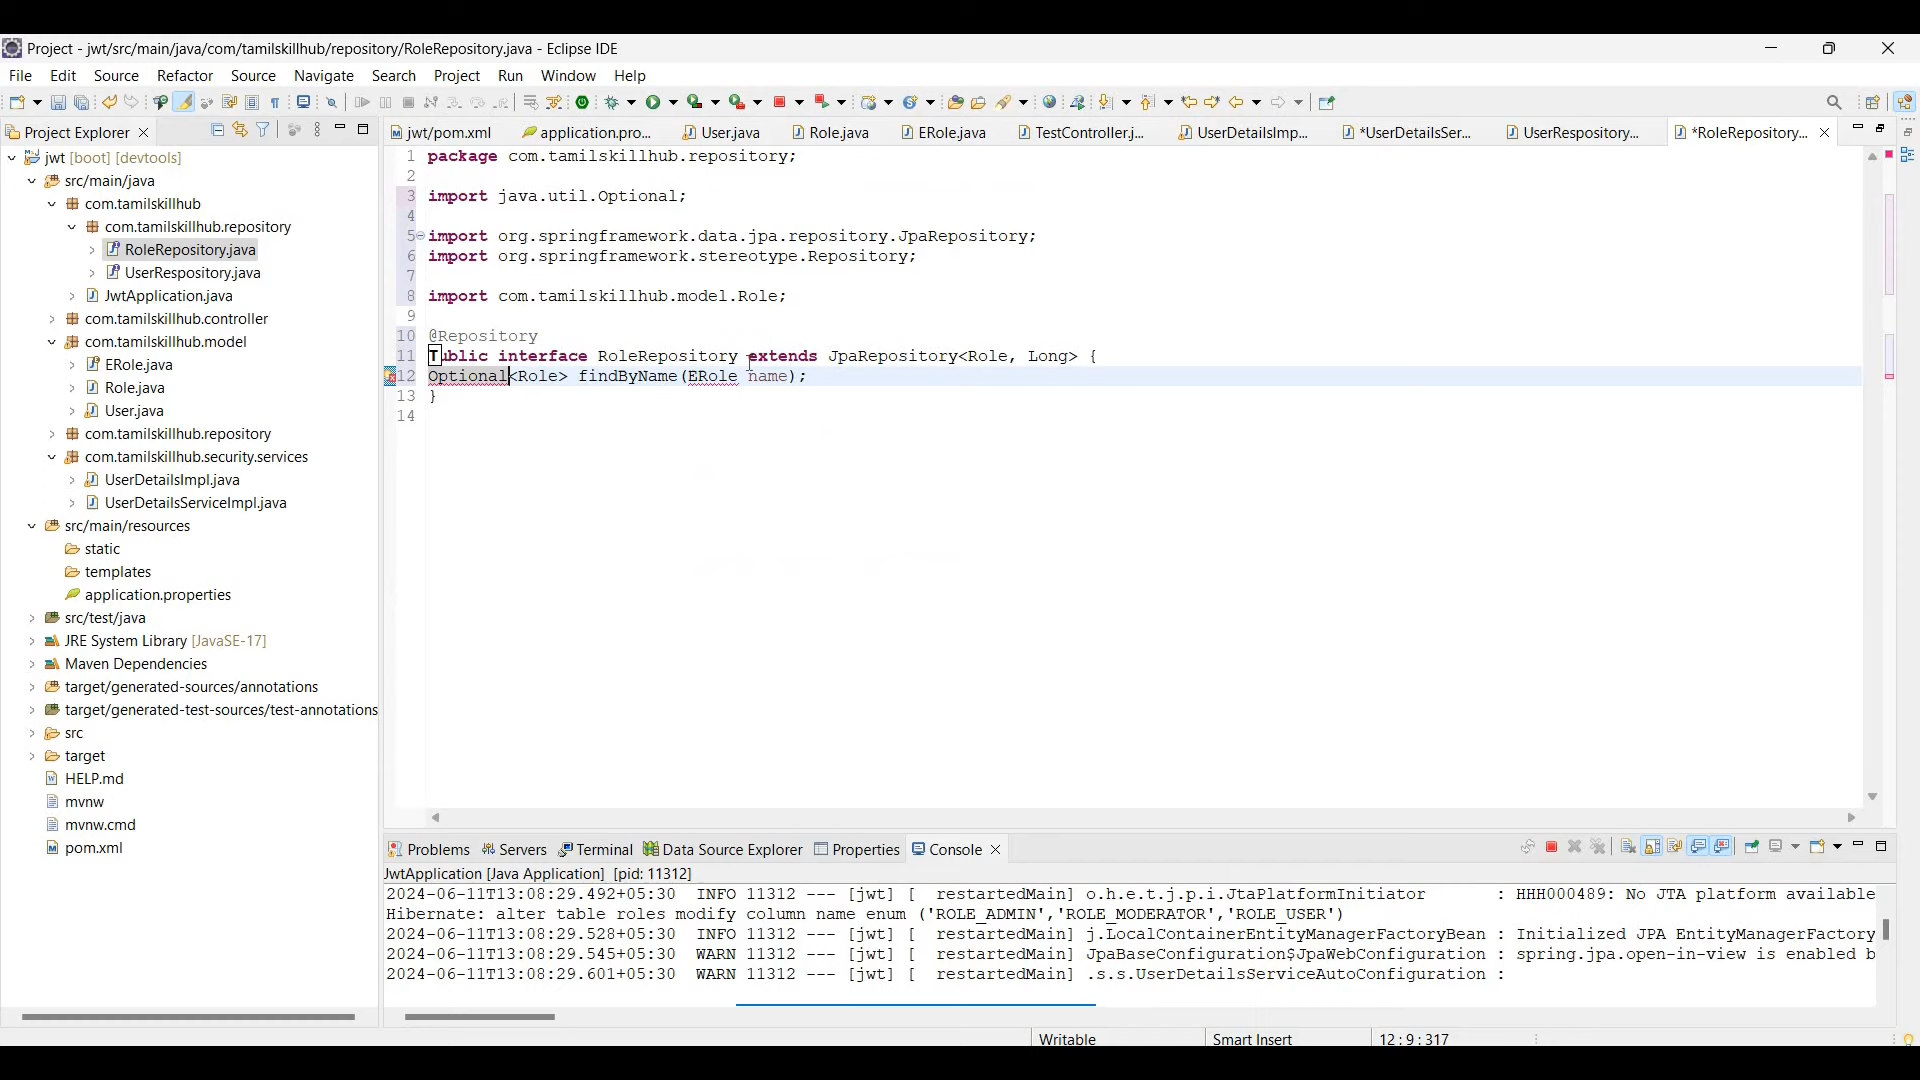 Project - jwt/src/main/java/com/tamilskillhub/repository/RoleRepository.java - Eclipse IDE
File Edit Source Refactor Source Navigate Search Project Run Window Help
Project Explorer
jwt/pom.xml application.pro... User.java Role.java ERole.java TestController.j... UserDetailsImp... *UserDetailsSer... UserRespository... *RoleRepository...
jwt [boot] [devtools]
src/main/java
com.tamilskillhub
com.tamilskillhub.repository
RoleRepository.java
UserRespository.java
JwtApplication.java
com.tamilskillhub.controller
com.tamilskillhub.model
ERole.java
Role.java
User.java
com.tamilskillhub.repository
com.tamilskillhub.security.services
UserDetailsImpl.java
UserDetailsServiceImpl.java
src/main/resources
static
templates
application.properties
src/test/java
JRE System Library [JavaSE-17]
Maven Dependencies
target/generated-sources/annotations
target/generated-test-sources/test-annotations
src
target
HELP.md
mvnw
mvnw.cmd
pom.xml
1 package com.tamilskillhub.repository;
2
3 import java.util.Optional;
4
5 import org.springframework.data.jpa.repository.JpaRepository;
6 import org.springframework.stereotype.Repository;
7
8 import com.tamilskillhub.model.Role;
9
10 @Repository
11 Tublic interface RoleRepository extends JpaRepository<Role, Long> {
12 Optional<Role> findByName(ERole name);
13 }
14
Problems Servers Terminal Data Source Explorer Properties Console
JwtApplication [Java Application] [pid: 11312]
2024-06-11T13:08:29.492+05:30 INFO 11312 --- [jwt] [ restartedMain] o.h.e.t.j.p.i.JtaPlatformInitiator : HHH000489: No JTA platform available
Hibernate: alter table roles modify column name enum ('ROLE_ADMIN','ROLE_MODERATOR','ROLE_USER')
2024-06-11T13:08:29.528+05:30 INFO 11312 --- [jwt] [ restartedMain] j.LocalContainerEntityManagerFactoryBean : Initialized JPA EntityManagerFactory
2024-06-11T13:08:29.545+05:30 WARN 11312 --- [jwt] [ restartedMain] JpaBaseConfiguration$JpaWebConfiguration : spring.jpa.open-in-view is enabled b
2024-06-11T13:08:29.601+05:30 WARN 11312 --- [jwt] [ restartedMain] .s.s.UserDetailsServiceAutoConfiguration :
Writable Smart Insert 12 : 9 : 317